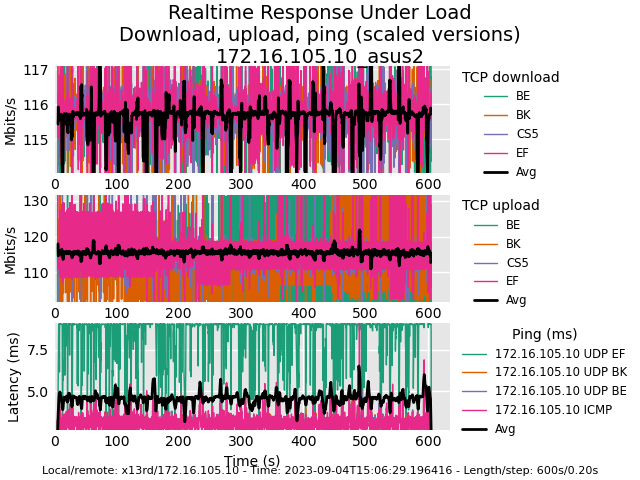 Realtime Response Under Load
Download, upload, ping (scaled versions)
172.16.105.10_asus2
117
116
115
Mbits/s
0 100 200 300 400 500 600
TCP download
BE
BK
CS5
EF
Avg
130
120
110
Mbits/s
0 100 200 300 400 500 600
TCP upload
BE
BK
CS5
EF
Avg
7.5
5.0
Latency (ms)
0 100 200 300 400 500 600
Time (s)
Ping (ms)
172.16.105.10 UDP EF
172.16.105.10 UDP BK
172.16.105.10 UDP BE
172.16.105.10 ICMP
Avg
Local/remote: x13rd/172.16.105.10 - Time: 2023-09-04T15:06:29.196416 - Length/step: 600s/0.20s